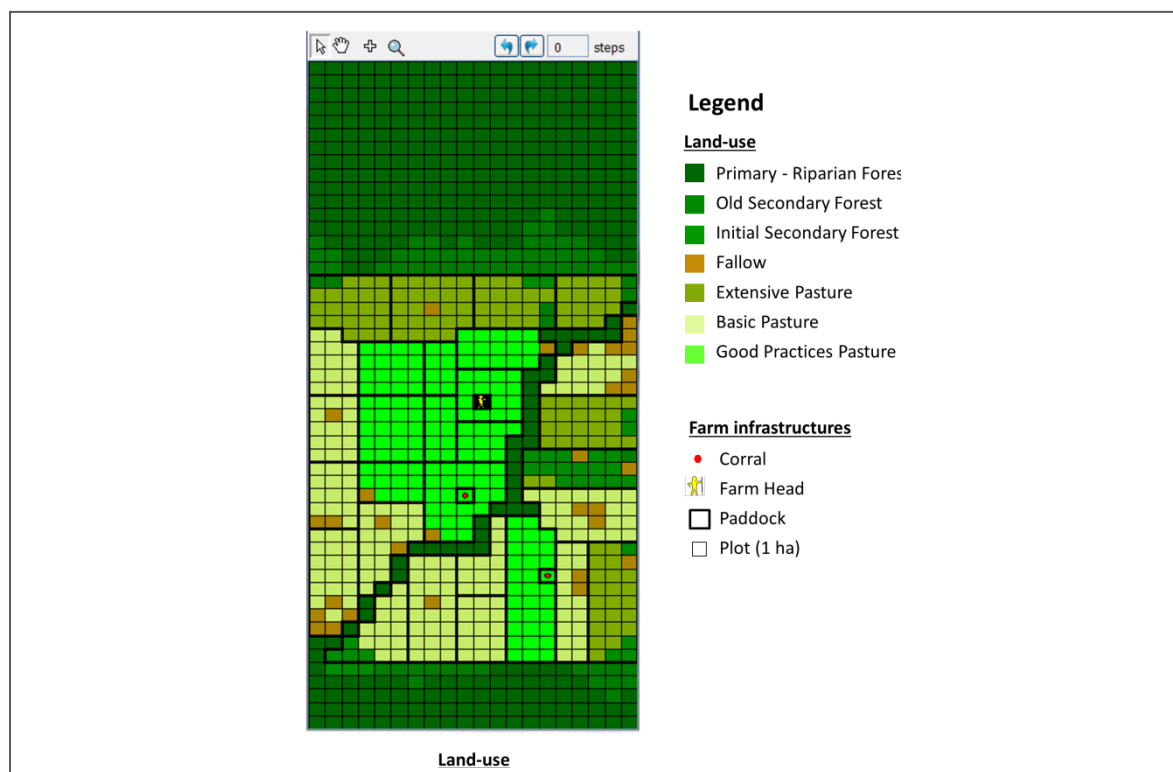 0 steps
Legend
Land-use
Primary - Riparian Fores
Old Secondary Forest
Initial Secondary Forest
Fallow
Extensive Pasture
Basic Pasture
Good Practices Pasture
Farm infrastructures
Corral
Farm Head
Paddock
Plot (1 ha)
Land-use